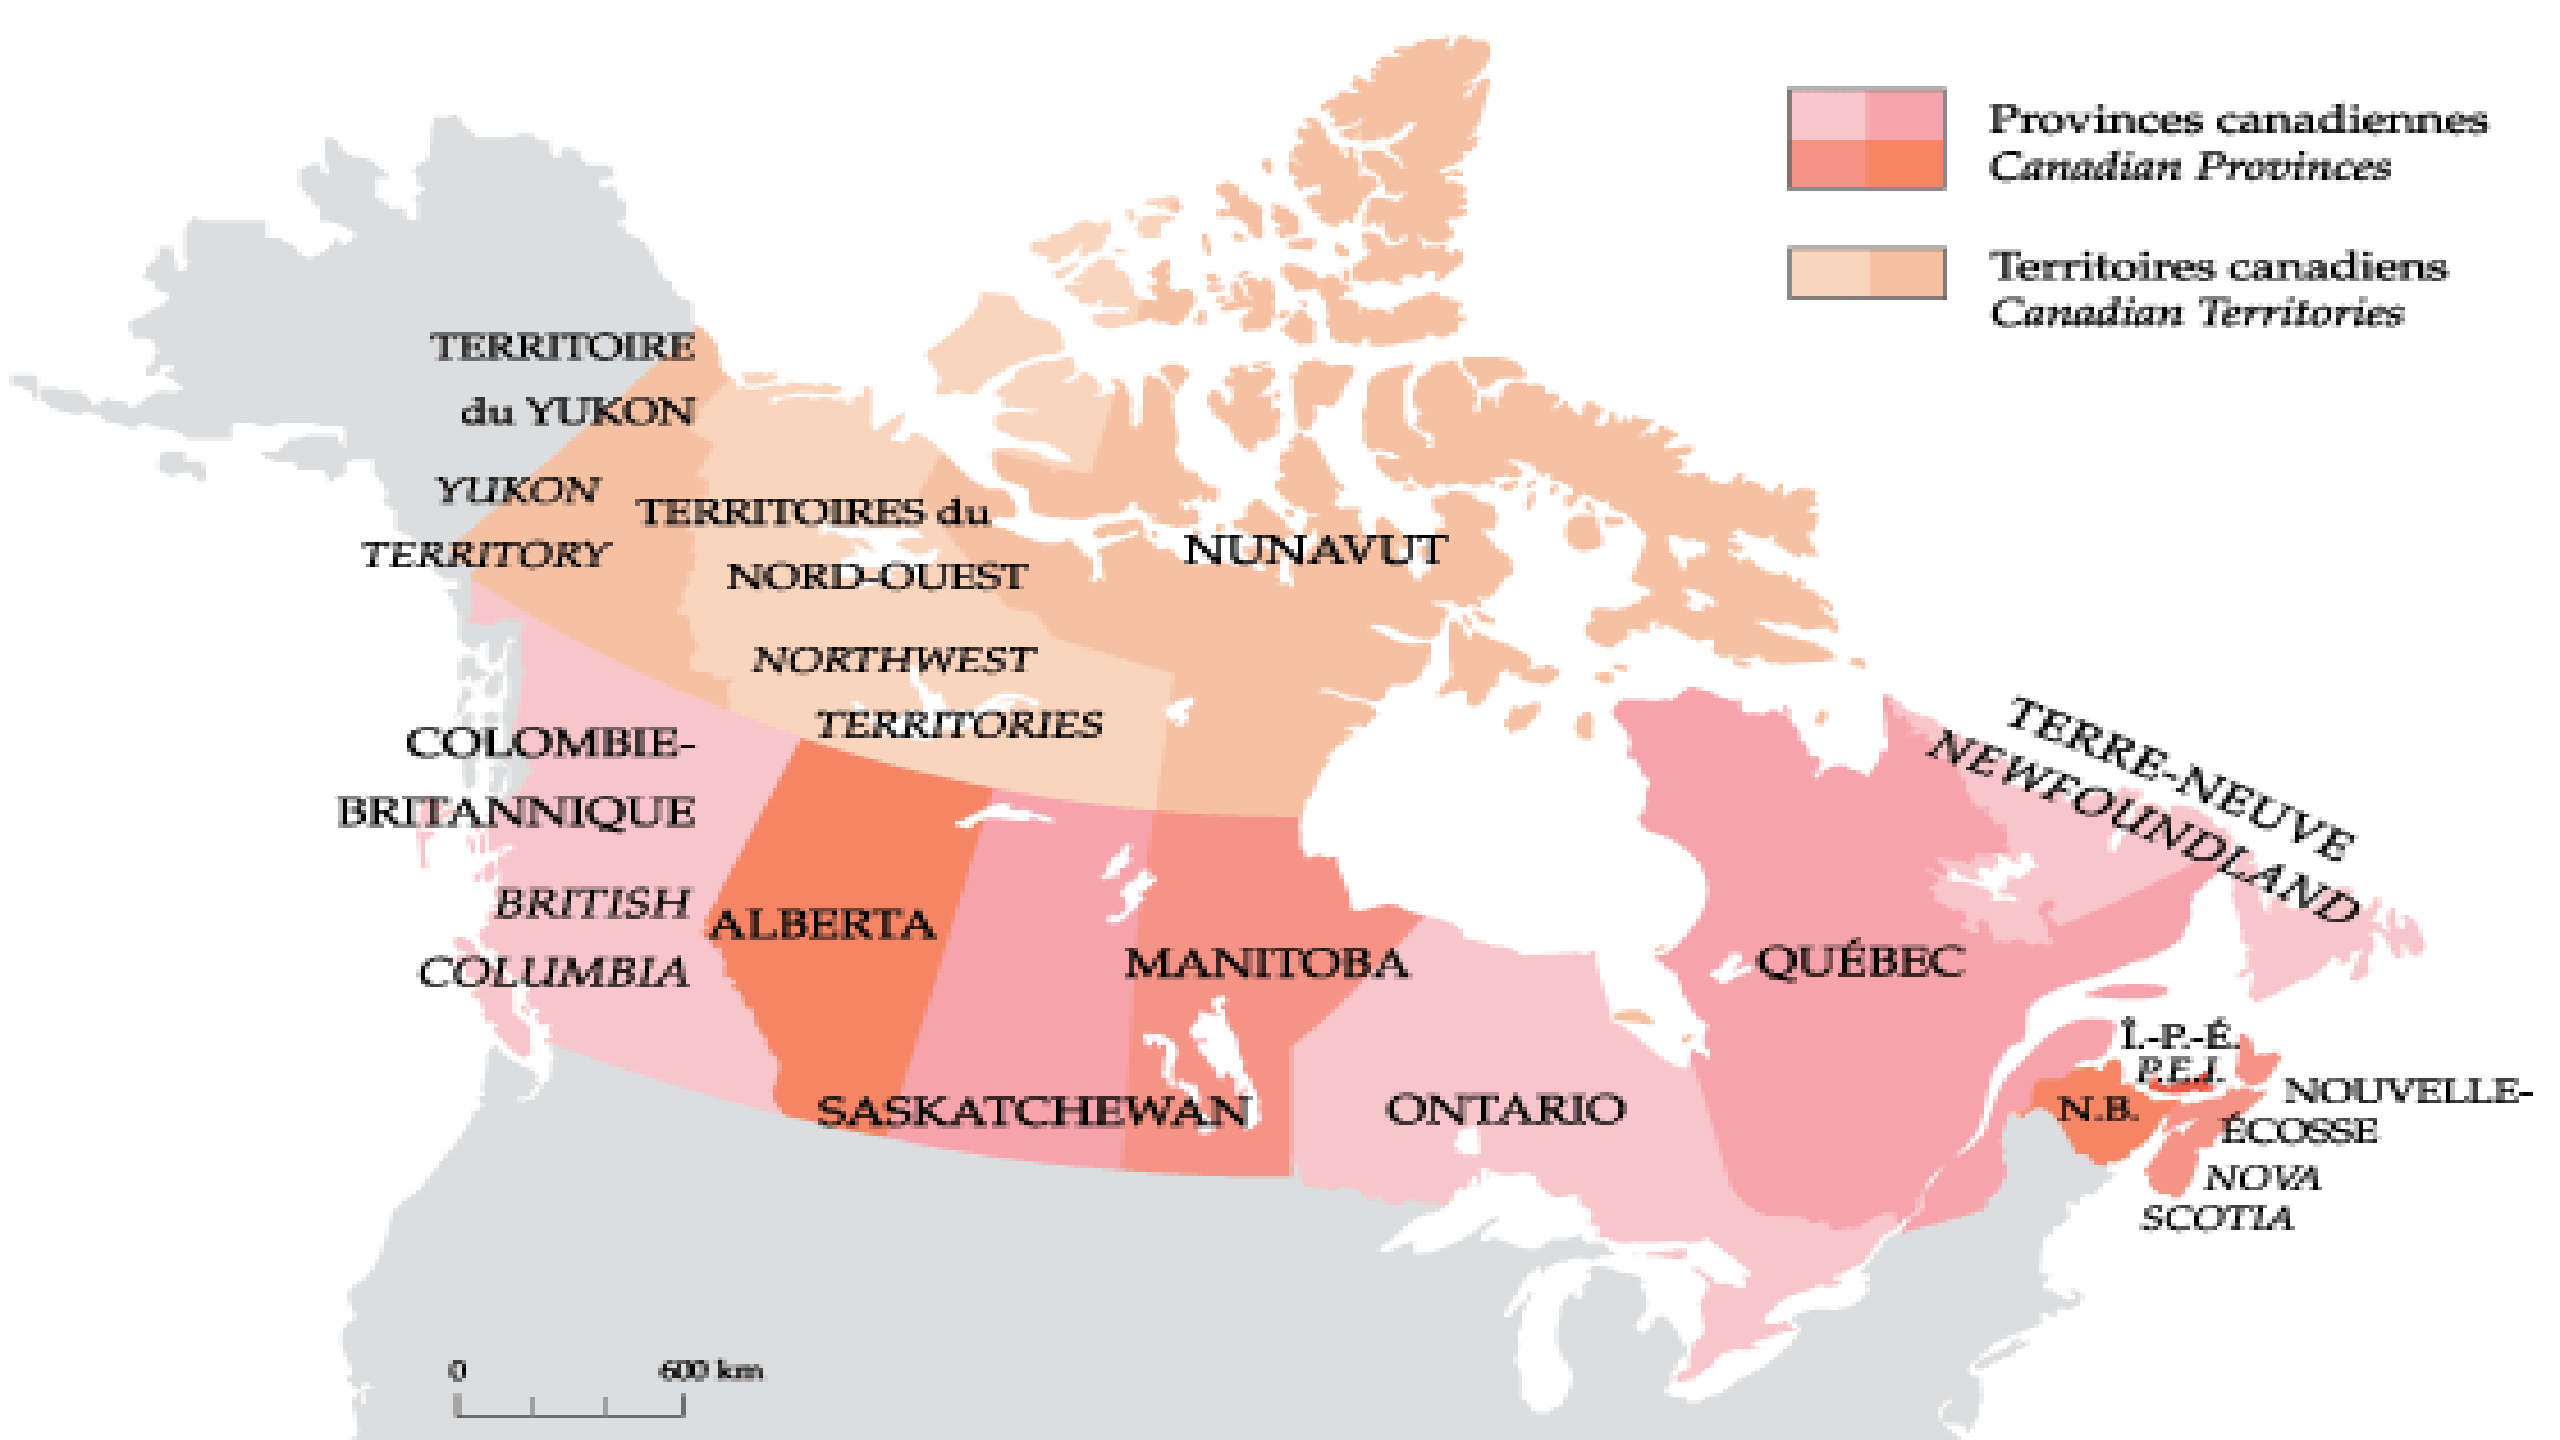 Provinces canadiennes
Canadian Provinces
Territoires canadiens
Canadian Territories
TERRITOIRE
du YUKON
YUKON
TERRITORY
TERRITOIRES du
NORD-OUEST
NORTHWEST
TERRITORIES
NUNAVUT
COLOMBIE-
BRITANNIQUE
BRITISH
COLUMBIA
ALBERTA
SASKATCHEWAN
MANITOBA
ONTARIO
QUÉBEC
TERRE-NEUVE
NEWFOUNDLAND
Î.-P.-É.
P.E.I.
N.B.
NOUVELLE-
ÉCOSSE
NOVA
SCOTIA
0 600 km